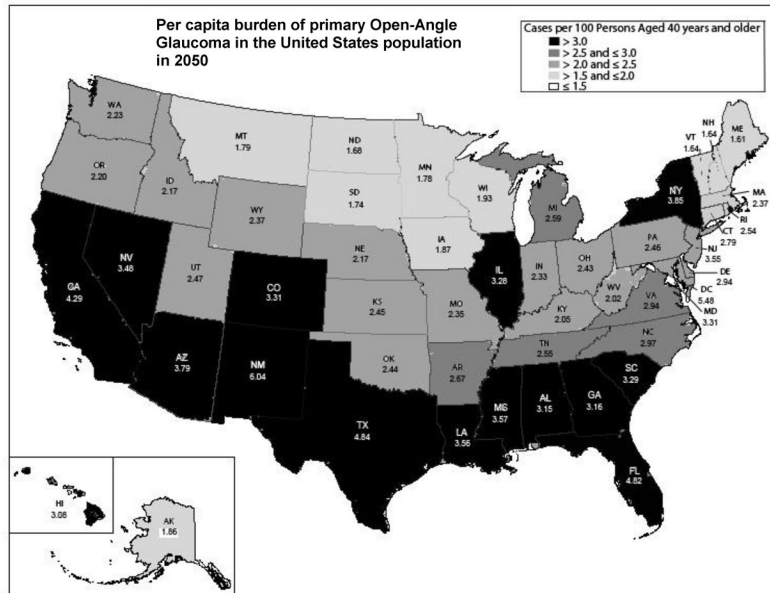 Per capita burden of primary Open-Angle
Glaucoma in the United States population
in 2050
Cases per 100 Persons Aged 40 years and older
> 3.0
> 2.5 and ≤ 3.0
> 2.0 and ≤ 2.5
> 1.5 and ≤2.0
≤ 1.5
WA
2.23
OR
2.20
ID
2.17
MT
1.79
ND
1.68
MN
1.78
SD
1.74
WI
1.93
MI
2.59
WY
2.37
NE
2.17
IA
1.87
NV
3.48
UT
2.47
CO
3.31
KS
2.45
MO
2.35
IL
3.28
IN
2.33
OH
2.43
PA
2.46
NY
3.85
VT
1.64
NH
1.64
ME
1.61
MA
2.37
RI
2.54
CT
2.79
NJ
3.55
DE
2.94
DC
5.48
MD
3.31
WV
2.02
VA
2.94
KY
2.05
NC
2.97
TN
2.55
GA
4.29
AZ
3.79
NM
6.04
OK
2.44
AR
2.67
SC
3.29
TX
4.84
LA
3.56
MS
3.57
AL
3.15
GA
3.16
FL
4.82
HI
3.08
AK
1.86